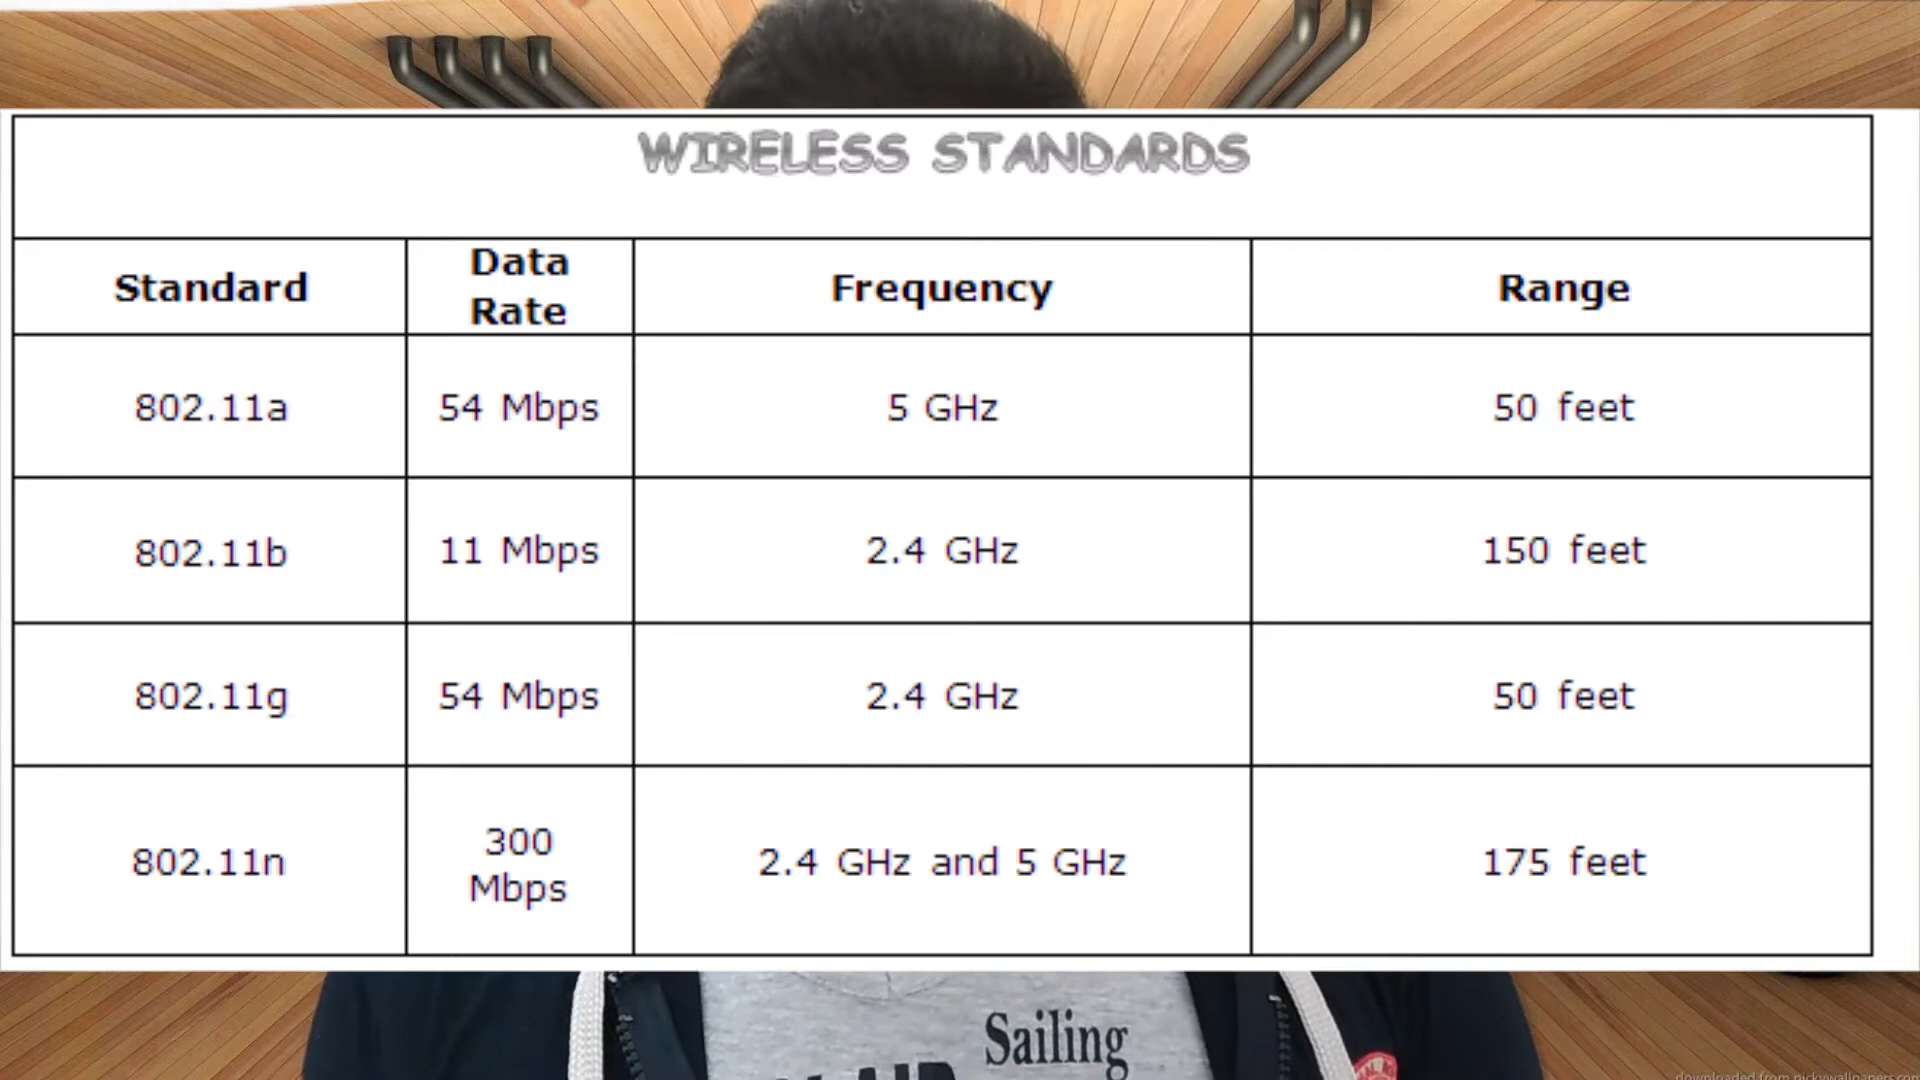 WIRELESS STANDARDS
Standard Data Rate Frequency Range
802.11a 54 Mbps 5 GHz 50 feet
802.11b 11 Mbps 2.4 GHz 150 feet
802.11g 54 Mbps 2.4 GHz 50 feet
802.11n 300 Mbps 2.4 GHz and 5 GHz 175 feet
Sailing
downloaded from